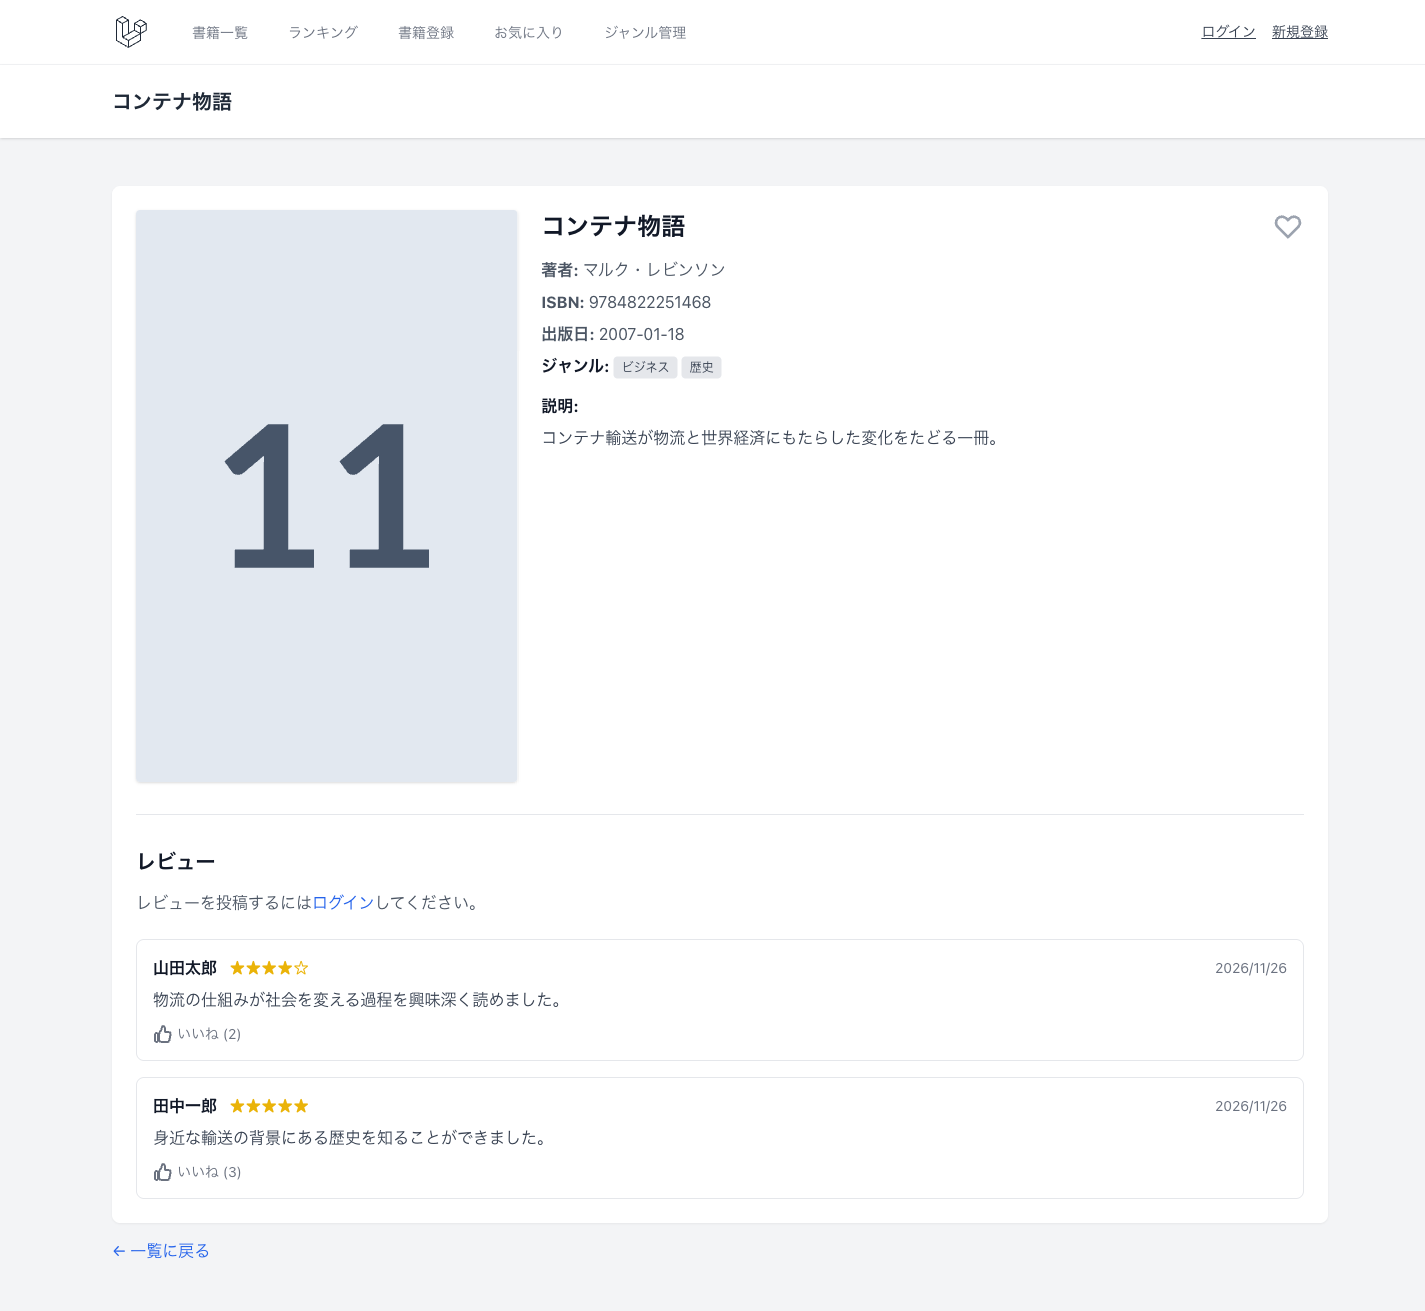 書籍一覧 ランキング 書籍登録 お気に入り ジャンル管理 ログイン 新規登録
コンテナ物語
11
コンテナ物語
著者: マルク・レビンソン
ISBN: 9784822251468
出版日: 2007-01-18
ジャンル: ビジネス 歴史
説明:
コンテナ輸送が物流と世界経済にもたらした変化をたどる一冊。
レビュー
レビューを投稿するにはログインしてください。
山田太郎 ★★★★☆ 2026/11/26
物流の仕組みが社会を変える過程を興味深く読めました。
いいね (2)
田中一郎 ★★★★★ 2026/11/26
身近な輸送の背景にある歴史を知ることができました。
いいね (3)
← 一覧に戻る